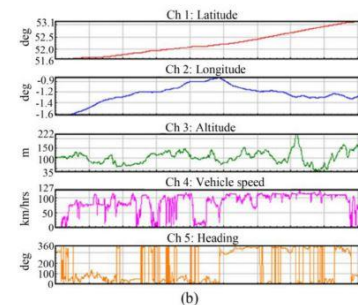 Ch 1: Latitude
deg
53.1
52.5
52.1
51.6
Ch 2: Longitude
deg
-0.9
-1.2
-1.4
-1.6
Ch 3: Altitude
m
222
150
100
35
Ch 4: Vehicle speed
km/hrs
127
100
50
0
Ch 5: Heading
deg
360
200
100
0
(b)